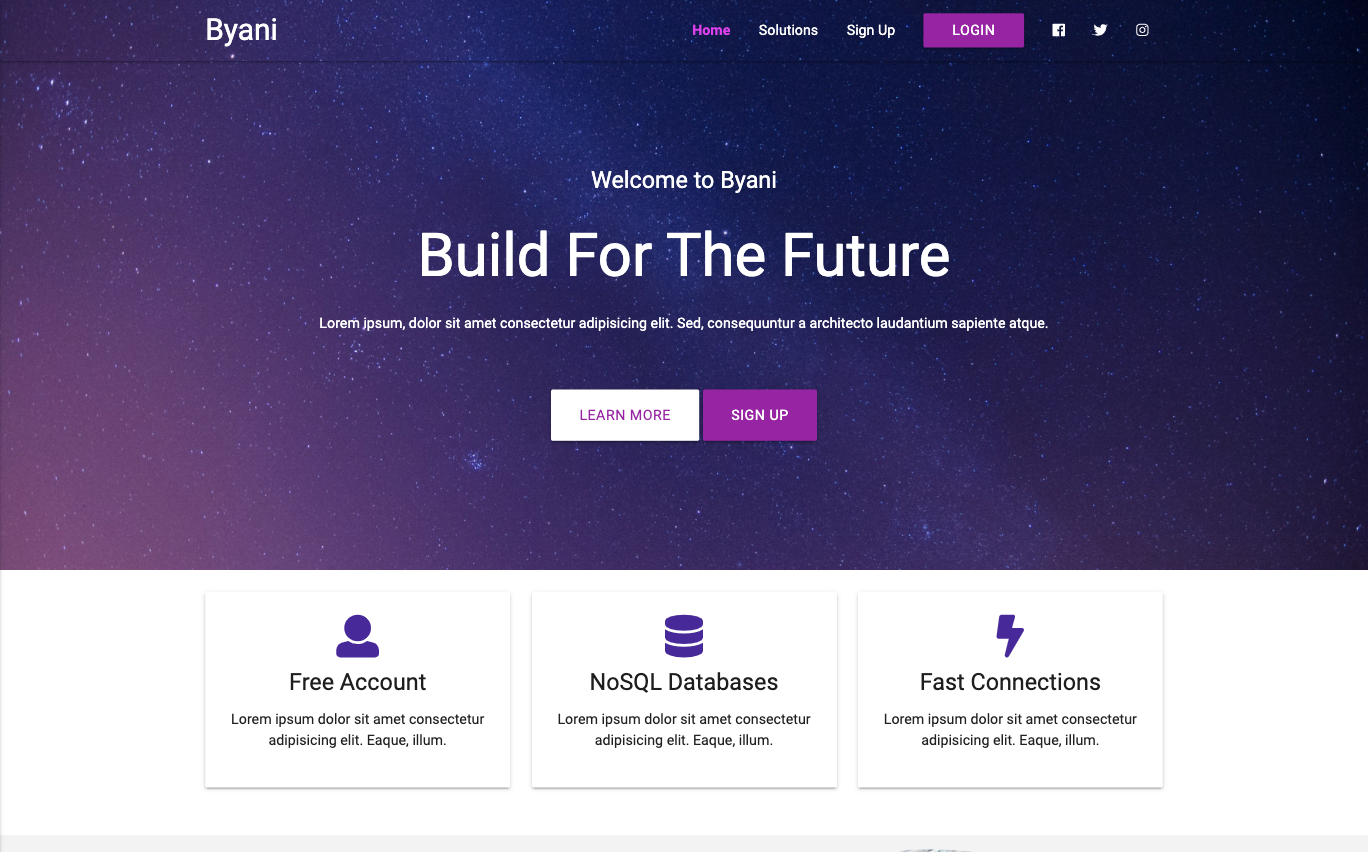 Byani
Home Solutions Sign Up LOGIN
Welcome to Byani
Build For The Future
Lorem ipsum, dolor sit amet consectetur adipisicing elit. Sed, consequuntur a architecto laudantium sapiente atque.
LEARN MORE SIGN UP
Free Account
Lorem ipsum dolor sit amet consectetur
adipisicing elit. Eaque, illum.
NoSQL Databases
Lorem ipsum dolor sit amet consectetur
adipisicing elit. Eaque, illum.
Fast Connections
Lorem ipsum dolor sit amet consectetur
adipisicing elit. Eaque, illum.